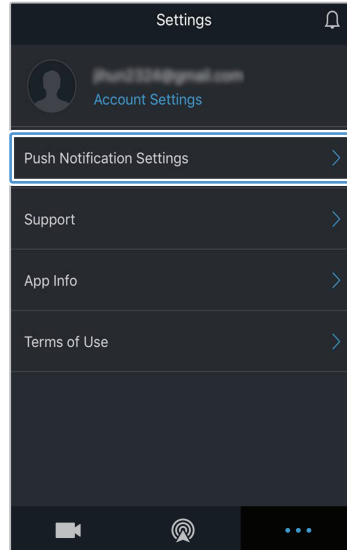 Settings
Account Settings
Push Notification Settings
Support
App Info
Terms of Use